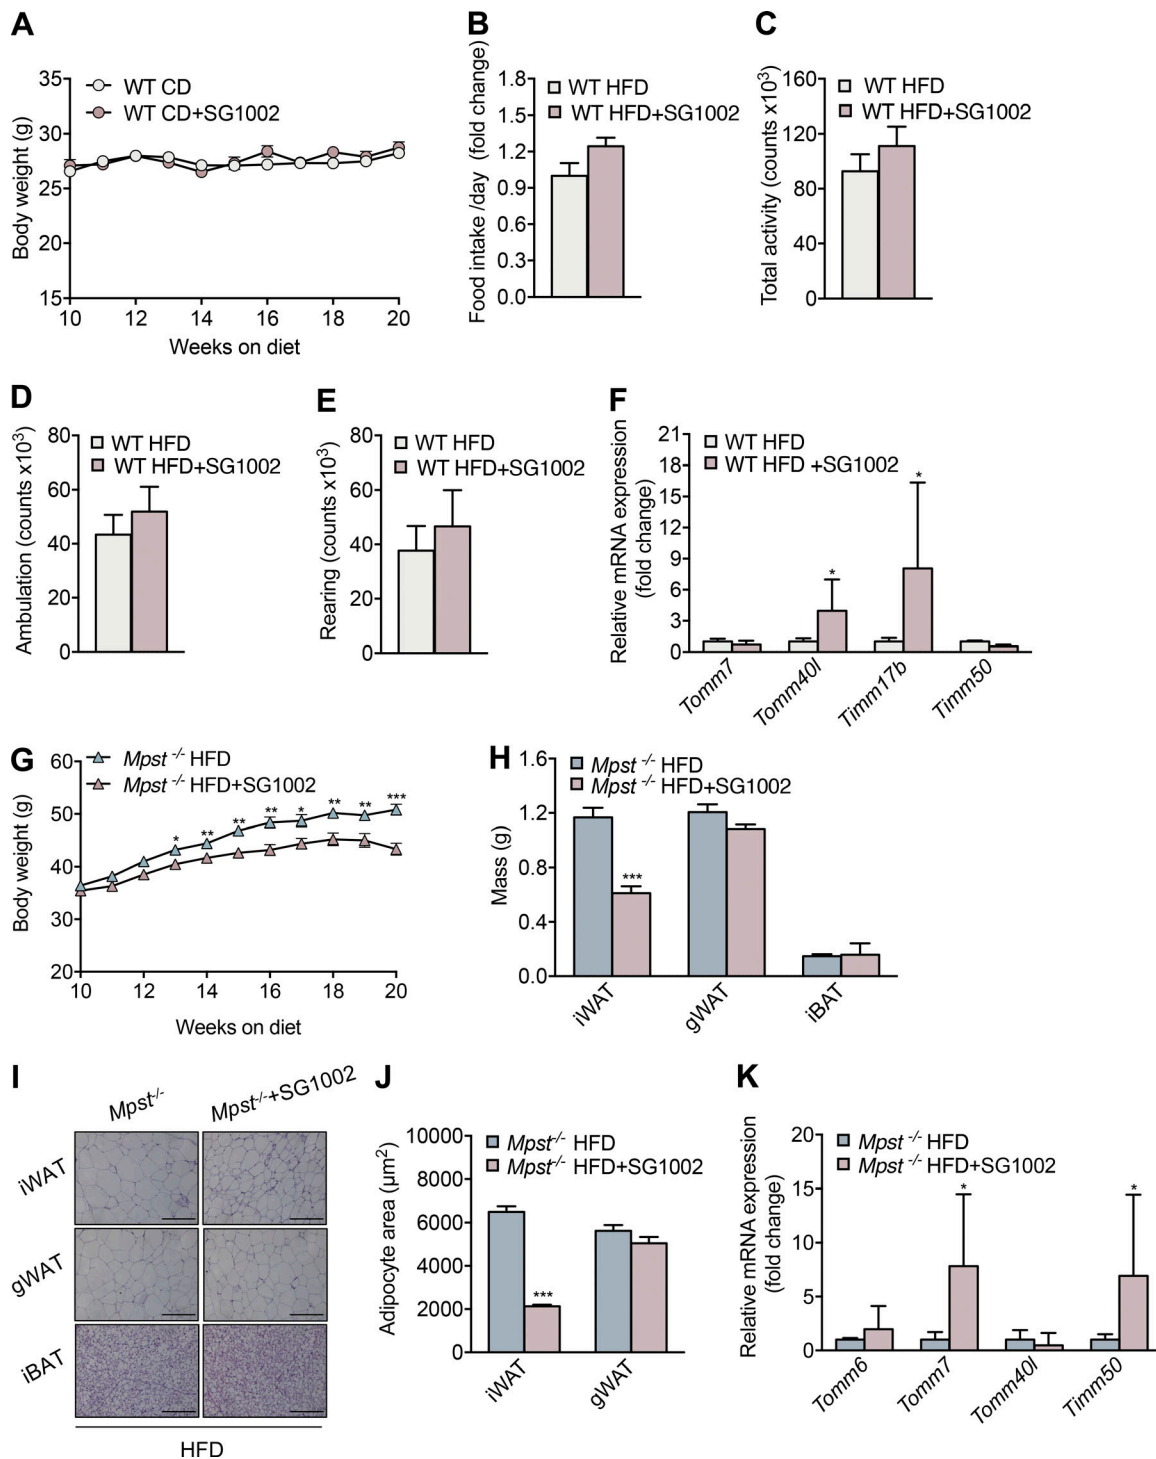 A
Body weight (g)
35
30
25
20
15
WT CD
WT CD+SG1002
10 12 14 16 18 20
Weeks on diet
B
Food intake /day (fold change)
1.8
1.5
1.2
0.9
0.6
0.3
0.0
WT HFD
WT HFD+SG1002
C
Total activity (counts x10³)
160
120
80
40
0
WT HFD
WT HFD+SG1002
D
Ambulation (counts x10³)
80
60
40
20
0
WT HFD
WT HFD+SG1002
E
Rearing (counts x10³)
80
60
40
20
0
WT HFD
WT HFD+SG1002
F
Relative mRNA expression
(fold change)
21
18
15
12
9
6
3
0
WT HFD
WT HFD +SG1002
*
*
Tomm7 Tomm40l Timm17b Timm50
G
Body weight (g)
60
50
40
30
20
Mpst -/- HFD
Mpst -/- HFD+SG1002
* ** ** ** * ** ** ***
10 12 14 16 18 20
Weeks on diet
H
Mass (g)
1.6
1.2
0.8
0.4
0.0
Mpst -/- HFD
Mpst -/- HFD+SG1002
***
iWAT gWAT iBAT
I
Mpst-/- Mpst-/-+SG1002
iWAT
gWAT
iBAT
HFD
J
Adipocyte area (µm²)
10000
8000
6000
4000
2000
0
Mpst-/- HFD
Mpst-/- HFD+SG1002
***
iWAT gWAT
K
Relative mRNA expression
(fold change)
20
15
10
5
0
Mpst -/- HFD
Mpst -/- HFD+SG1002
* *
Tomm6 Tomm7 Tomm40l Timm50